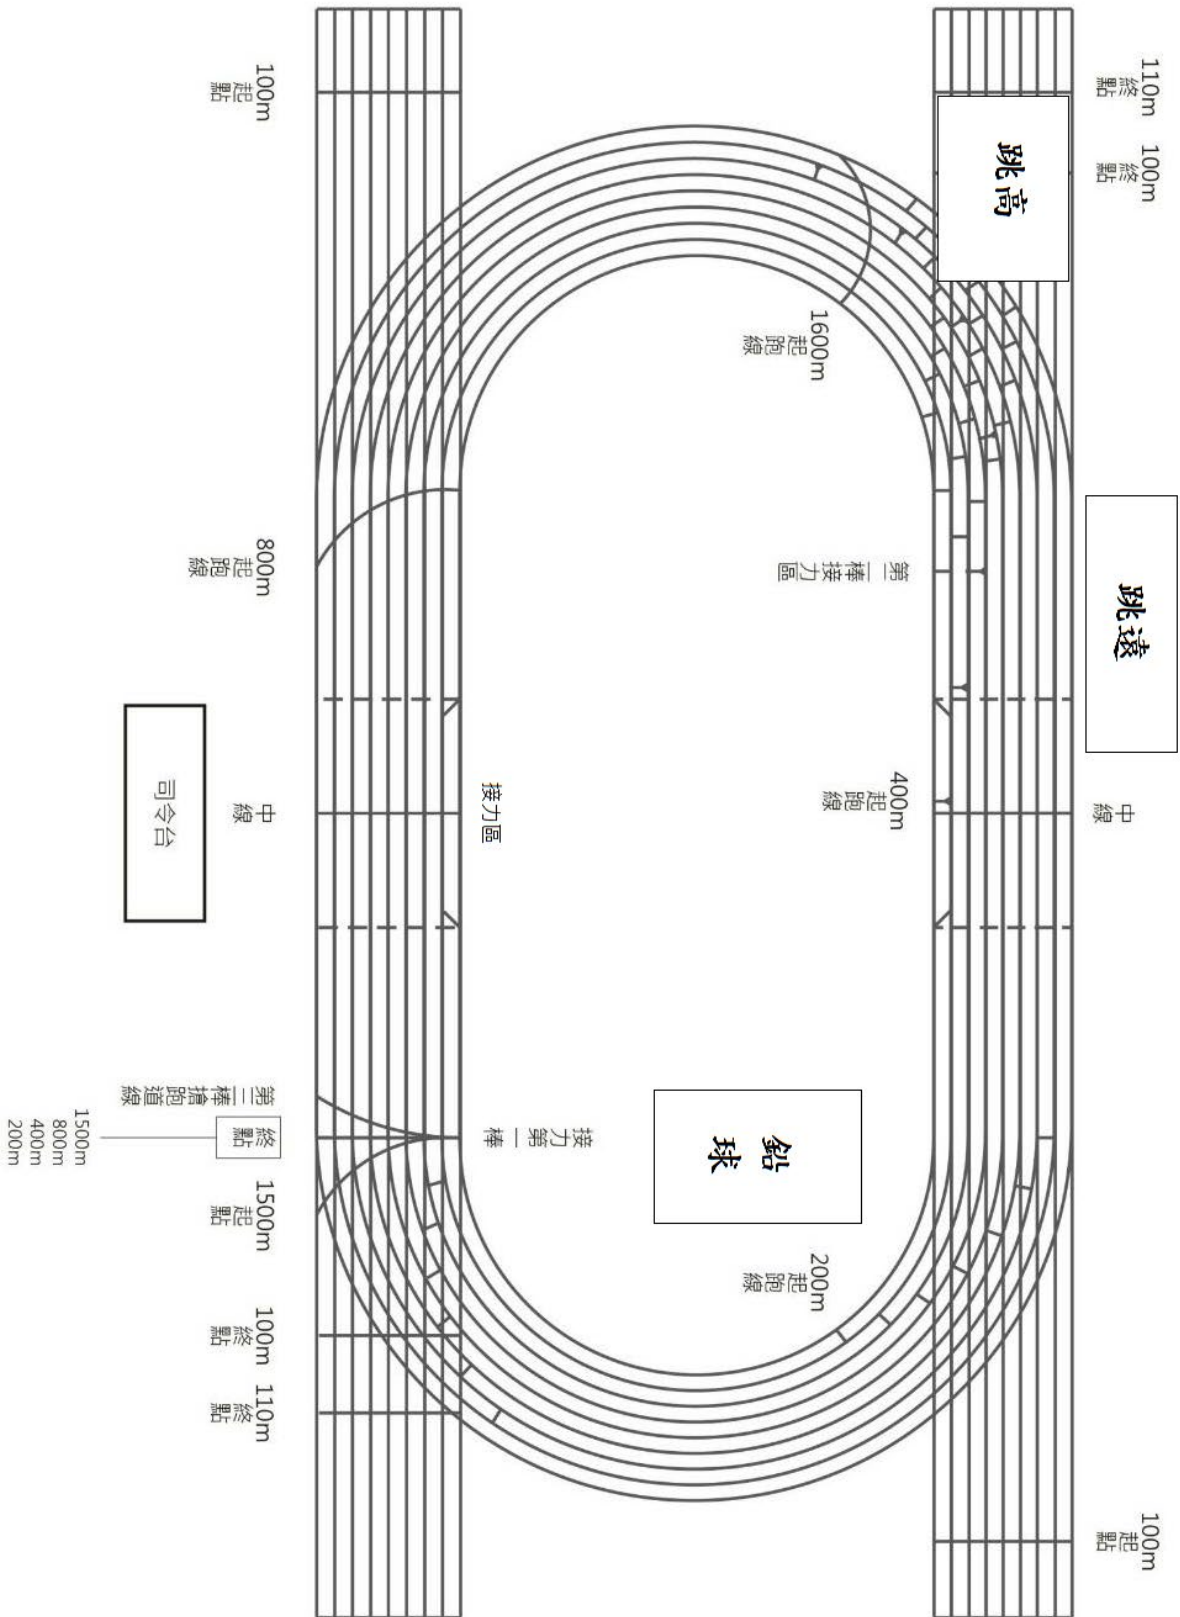 110m
終點
100m
終點
跳高
100m
起點
1600m
起跑線
跳遠
800m
起跑線
第二棒接力區
400m
起跑線
中線
接力區
中線
司令台
第三棒搶跑道線
終點
1500m
800m
400m
200m
接力第一棒
鉛球
1500m
起點
200m
起跑線
100m
終點
110m
終點
100m
起點